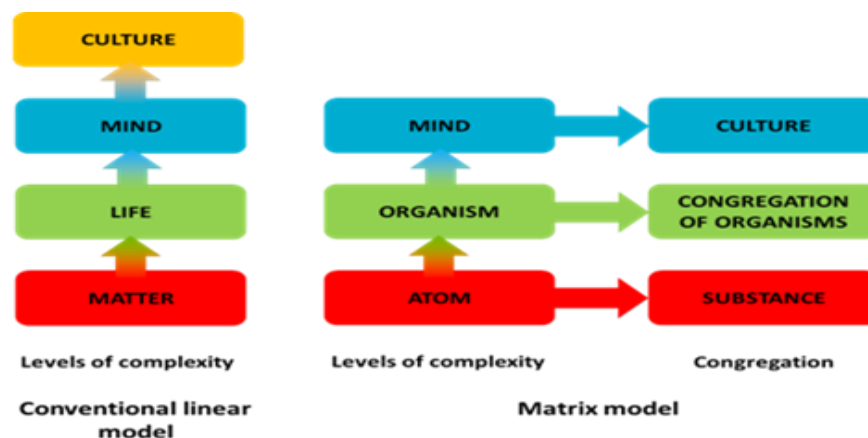 CULTURE
MIND
LIFE
MATTER
Levels of complexity
Conventional linear
model
MIND
CULTURE
ORGANISM
CONGREGATION
OF ORGANISMS
ATOM
SUBSTANCE
Levels of complexity
Congregation
Matrix model